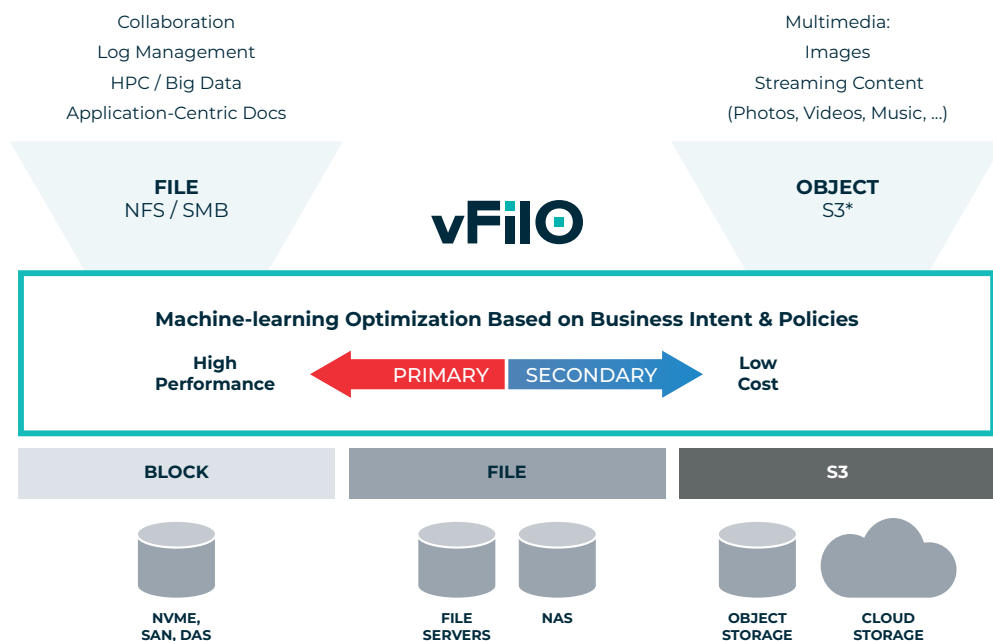 Collaboration
Log Management
HPC / Big Data
Application-Centric Docs
Multimedia:
Images
Streaming Content
(Photos, Videos, Music, ...)
FILE
NFS / SMB
vFilO
OBJECT
S3*
Machine-learning Optimization Based on Business Intent & Policies
High
Performance
PRIMARY
SECONDARY
Low
Cost
BLOCK
FILE
S3
NVME,
SAN, DAS
FILE
SERVERS
NAS
OBJECT
STORAGE
CLOUD
STORAGE